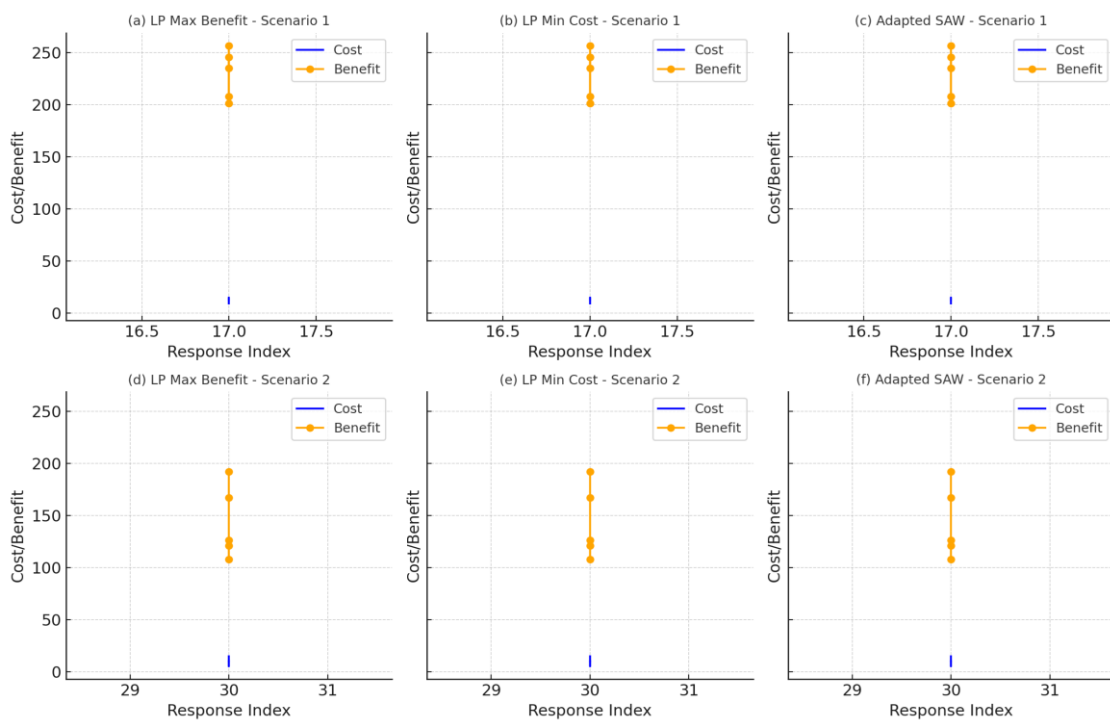 (a) LP Max Benefit - Scenario 1
Cost/Benefit
250
200
150
100
50
0
Cost
Benefit
16.5
17.0
17.5
Response Index
(b) LP Min Cost - Scenario 1
Cost/Benefit
Cost
Benefit
16.5
17.0
17.5
Response Index
(c) Adapted SAW - Scenario 1
Cost/Benefit
Cost
Benefit
16.5
17.0
17.5
Response Index
(d) LP Max Benefit - Scenario 2
Cost/Benefit
250
200
150
100
50
0
Cost
Benefit
29
30
31
Response Index
(e) LP Min Cost - Scenario 2
Cost/Benefit
Cost
Benefit
29
30
31
Response Index
(f) Adapted SAW - Scenario 2
Cost/Benefit
Cost
Benefit
29
30
31
Response Index